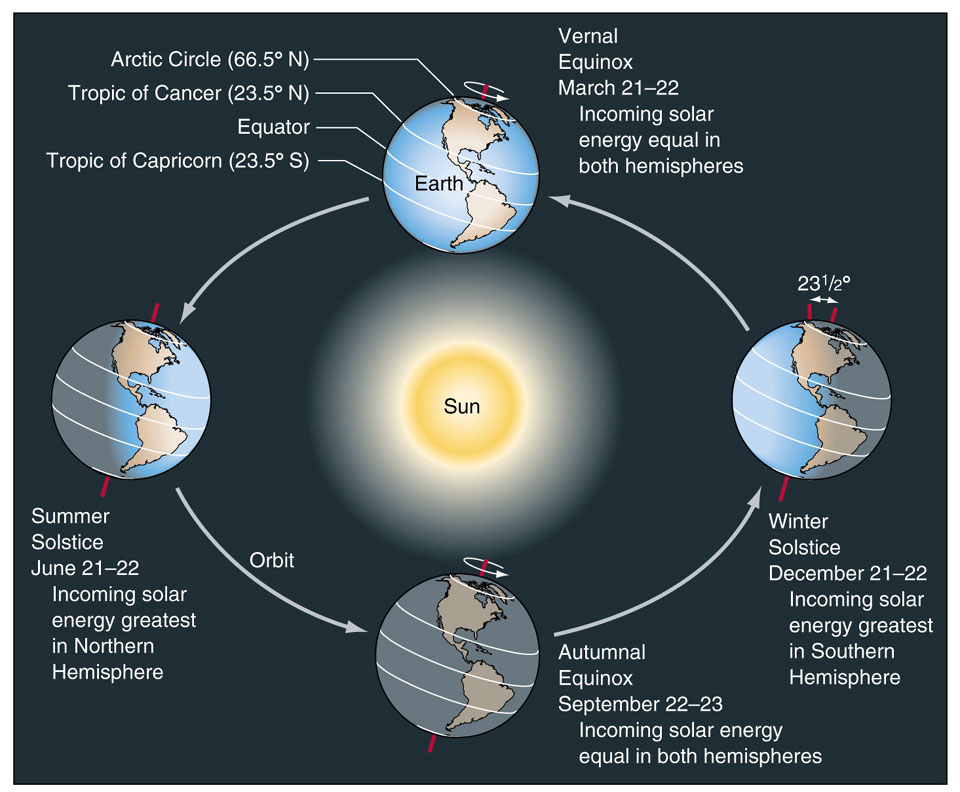 Arctic Circle (66.5° N)
Tropic of Cancer (23.5° N)
Equator
Tropic of Capricorn (23.5° S)
Earth
Vernal
Equinox
March 21–22
Incoming solar
energy equal in
both hemispheres
23½°
Sun
Summer
Solstice
June 21–22
Incoming solar
energy greatest
in Northern
Hemisphere
Orbit
Winter
Solstice
December 21–22
Incoming solar
energy greatest
in Southern
Hemisphere
Autumnal
Equinox
September 22–23
Incoming solar energy
equal in both hemispheres